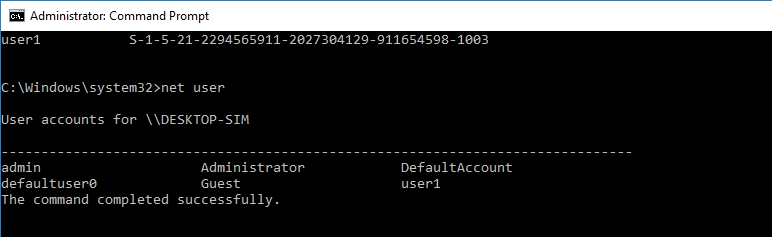 Administrator: Command Prompt
user1 S-1-5-21-2294565911-2027304129-911654598-1003
C:\Windows\system32>net user
User accounts for \\DESKTOP-SIM
-------------------------------------------------------------------------------
admin Administrator DefaultAccount
defaultuser0 Guest user1
The command completed successfully.